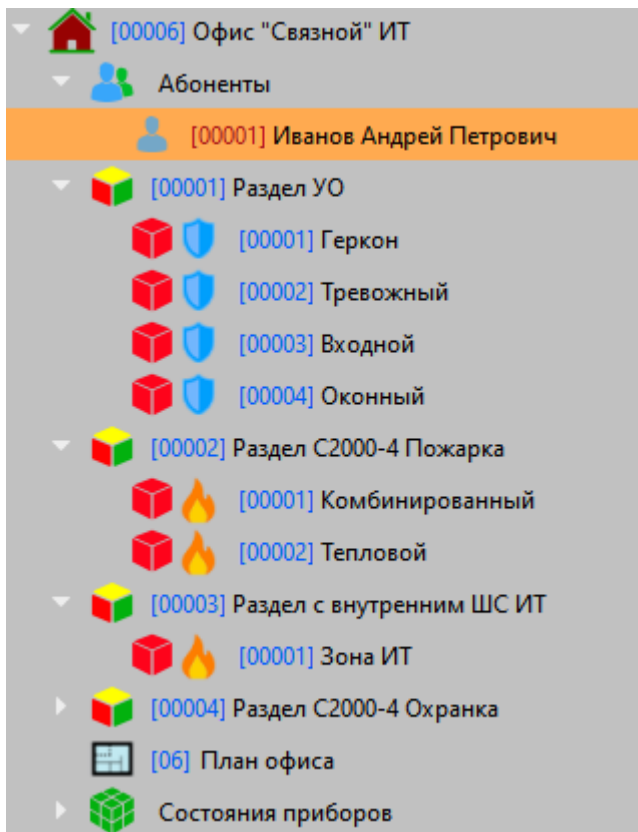 [00006] Офис "Связной" ИТ
Абоненты
[00001] Иванов Андрей Петрович
[00001] Раздел УО
[00001] Геркон
[00002] Тревожный
[00003] Входной
[00004] Оконный
[00002] Раздел С2000-4 Пожарка
[00001] Комбинированный
[00002] Тепловой
[00003] Раздел с внутренним ШС ИТ
[00001] Зона ИТ
[00004] Раздел С2000-4 Охранка
[06] План офиса
Состояния приборов